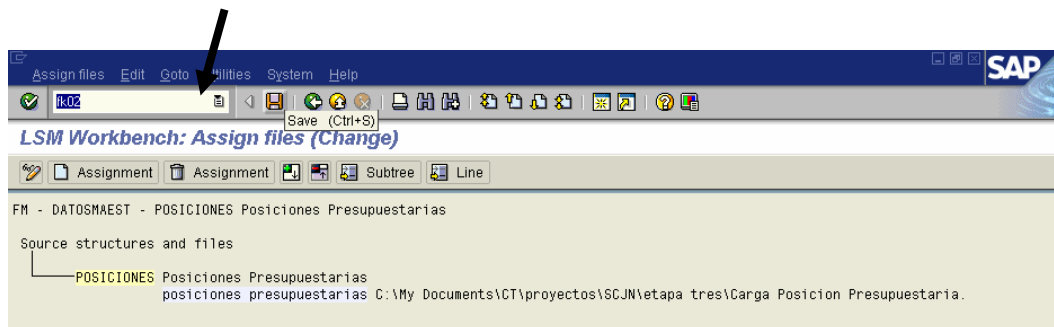 Assign files Edit Goto Utilities System Help
SAP
fk02
Save (Ctrl+S)
LSM Workbench: Assign files (Change)
Assignment Assignment Subtree Line
FM - DATOSMAEST - POSICIONES Posiciones Presupuestarias
Source structures and files
POSICIONES Posiciones Presupuestarias
posiciones presupuestarias C:\My Documents\CT\proyectos\SCJN\etapa tres\Carga Posicion Presupuestaria.